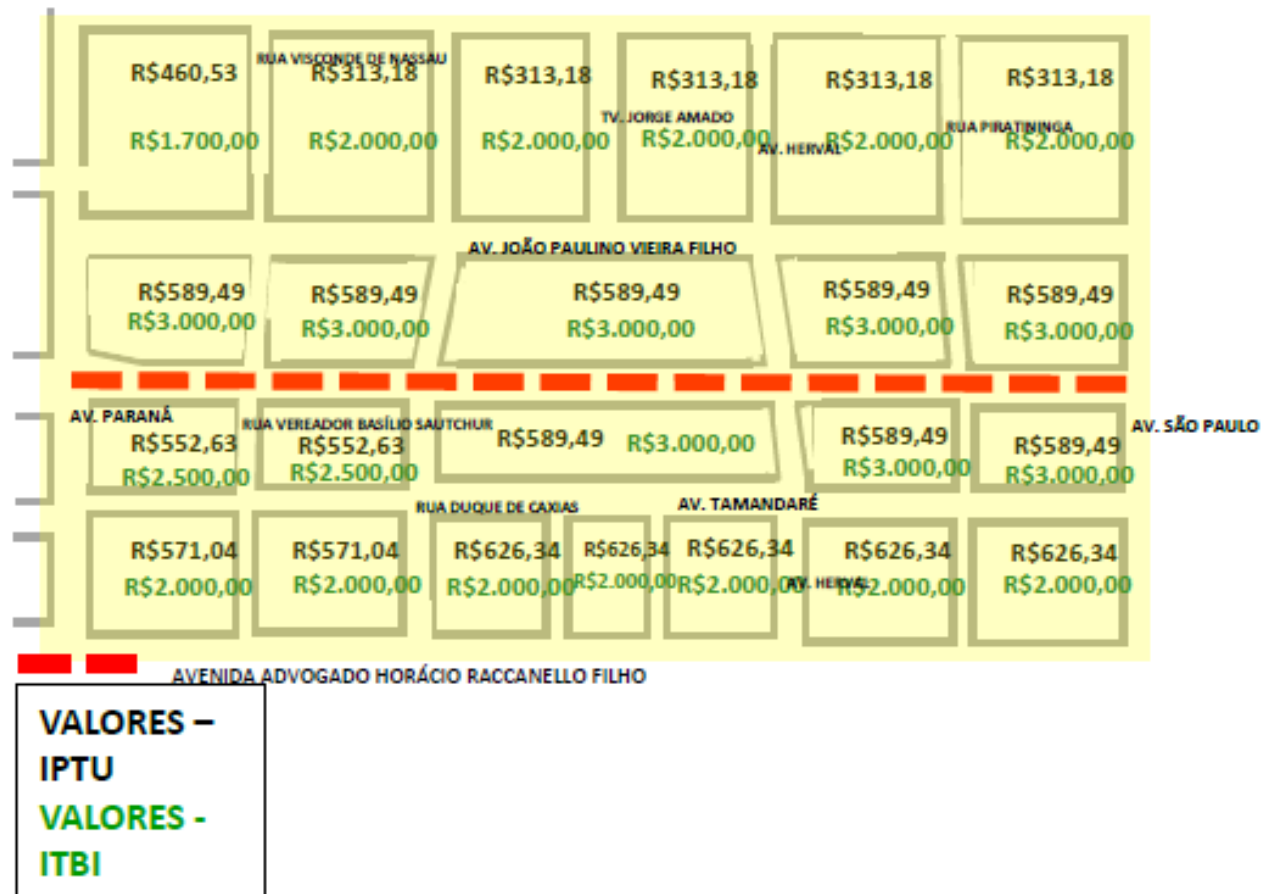 RUA VISCONDE DE NASSAU
R$460,53 R$313,18 R$313,18 R$313,18 R$313,18 R$313,18
TV. JORGE AMADO
RUA PIRATININGA
AV. HERVAL
R$1.700,00 R$2.000,00 R$2.000,00 R$2.000,00 R$2.000,00 R$2.000,00
AV. JOÃO PAULINO VIEIRA FILHO
R$589,49 R$589,49 R$589,49 R$589,49 R$589,49
R$3.000,00 R$3.000,00 R$3.000,00 R$3.000,00 R$3.000,00
AV. PARANÁ
RUA VEREADOR BASÍLIO SAUTCHUR
AV. SÃO PAULO
R$552,63 R$552,63 R$589,49 R$3.000,00 R$589,49 R$589,49
R$2.500,00 R$2.500,00 R$3.000,00 R$3.000,00
RUA DUQUE DE CAXIAS
AV. TAMANDARÉ
R$571,04 R$571,04 R$626,34 R$626,34 R$626,34 R$626,34 R$626,34
R$2.000,00 R$2.000,00 R$2.000,00 R$2.000,00 R$2.000,00 AV. HERVAL R$2.000,00 R$2.000,00
AVENIDA ADVOGADO HORÁCIO RACCANELLO FILHO
VALORES –
IPTU
VALORES -
ITBI